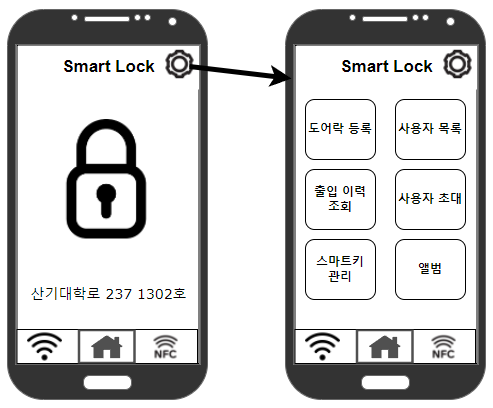 Smart Lock
산기대학로 237 1302호
NFC
Smart Lock
도어락 등록
사용자 목록
출입 이력
조회
사용자 초대
스마트키
관리
앨범
NFC